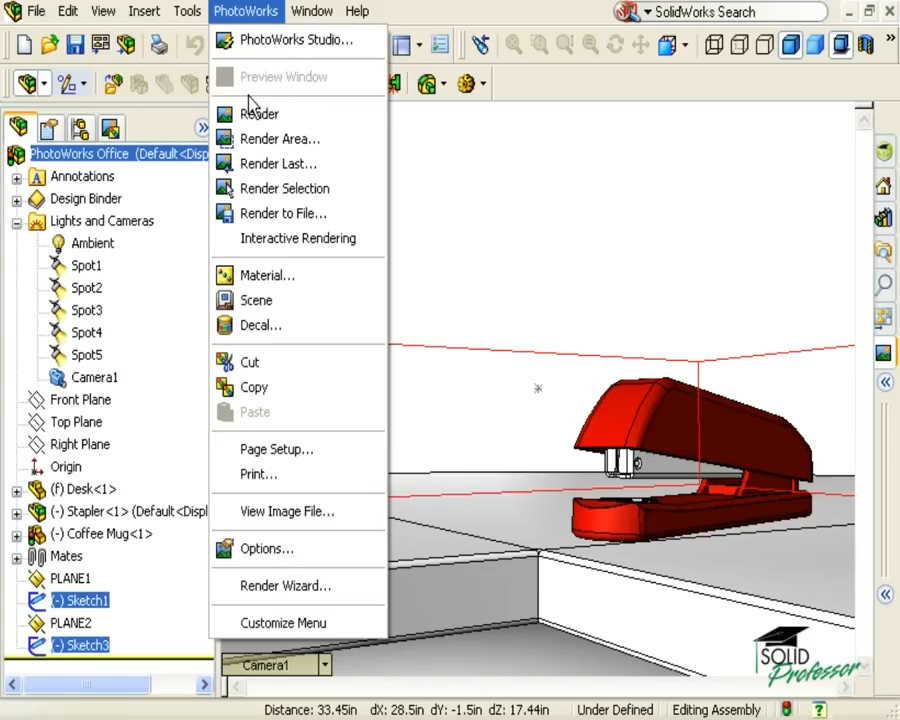 File Edit View Insert Tools PhotoWorks Window Help SolidWorks Search
PhotoWorks Studio...
Preview Window
Render
Render Area...
Render Last...
Render Selection
Render to File...
Interactive Rendering
Material...
Scene
Decal...
Cut
Copy
Paste
Page Setup...
Print...
View Image File...
Options...
Render Wizard...
Customize Menu
PhotoWorks Office (Default<Disp
Annotations
Design Binder
Lights and Cameras
Ambient
Spot1
Spot2
Spot3
Spot4
Spot5
Camera1
Front Plane
Top Plane
Right Plane
Origin
(f) Desk<1>
(-) Stapler<1> (Default<Displ
(-) Coffee Mug<1>
Mates
PLANE1
(-) Sketch1
PLANE2
(-) Sketch3
Camera1
SOLID
Professor
Distance: 33.45in dX: 28.5in dY: -1.5in dZ: 17.44in Under Defined Editing Assembly